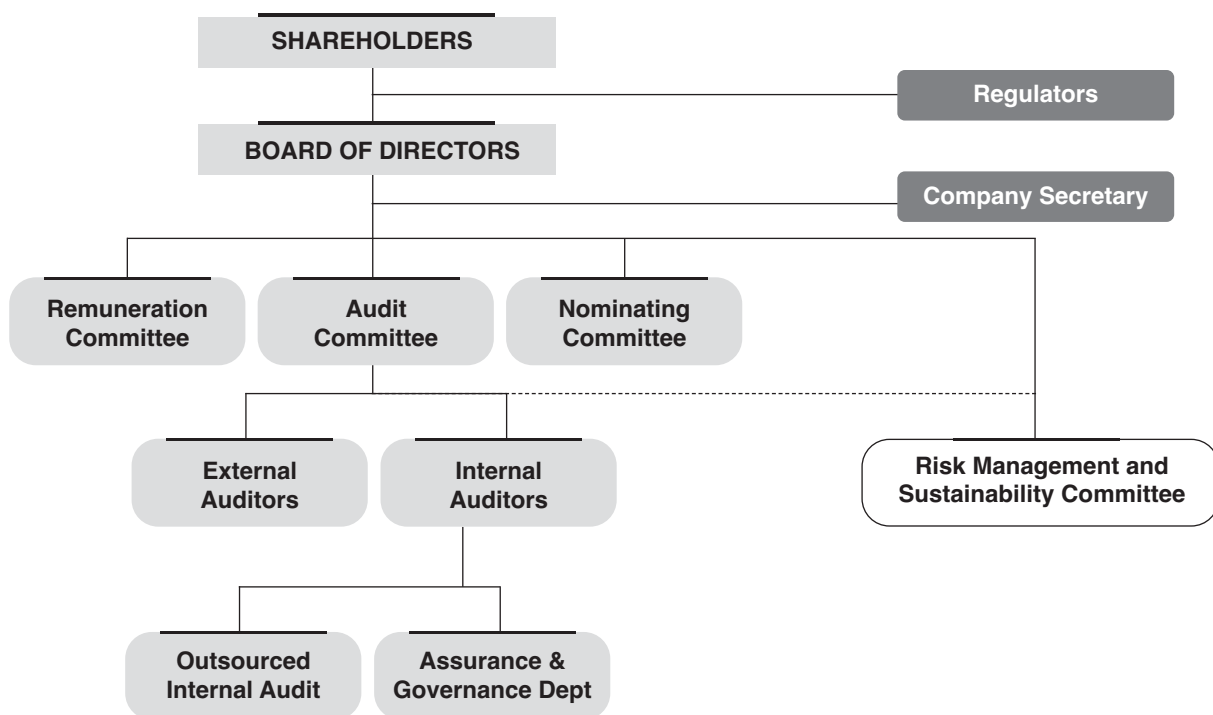 SHAREHOLDERS
Regulators
BOARD OF DIRECTORS
Company Secretary
Remuneration
Committee
Audit
Committee
Nominating
Committee
External
Auditors
Internal
Auditors
Risk Management and
Sustainability Committee
Outsourced
Internal Audit
Assurance &
Governance Dept